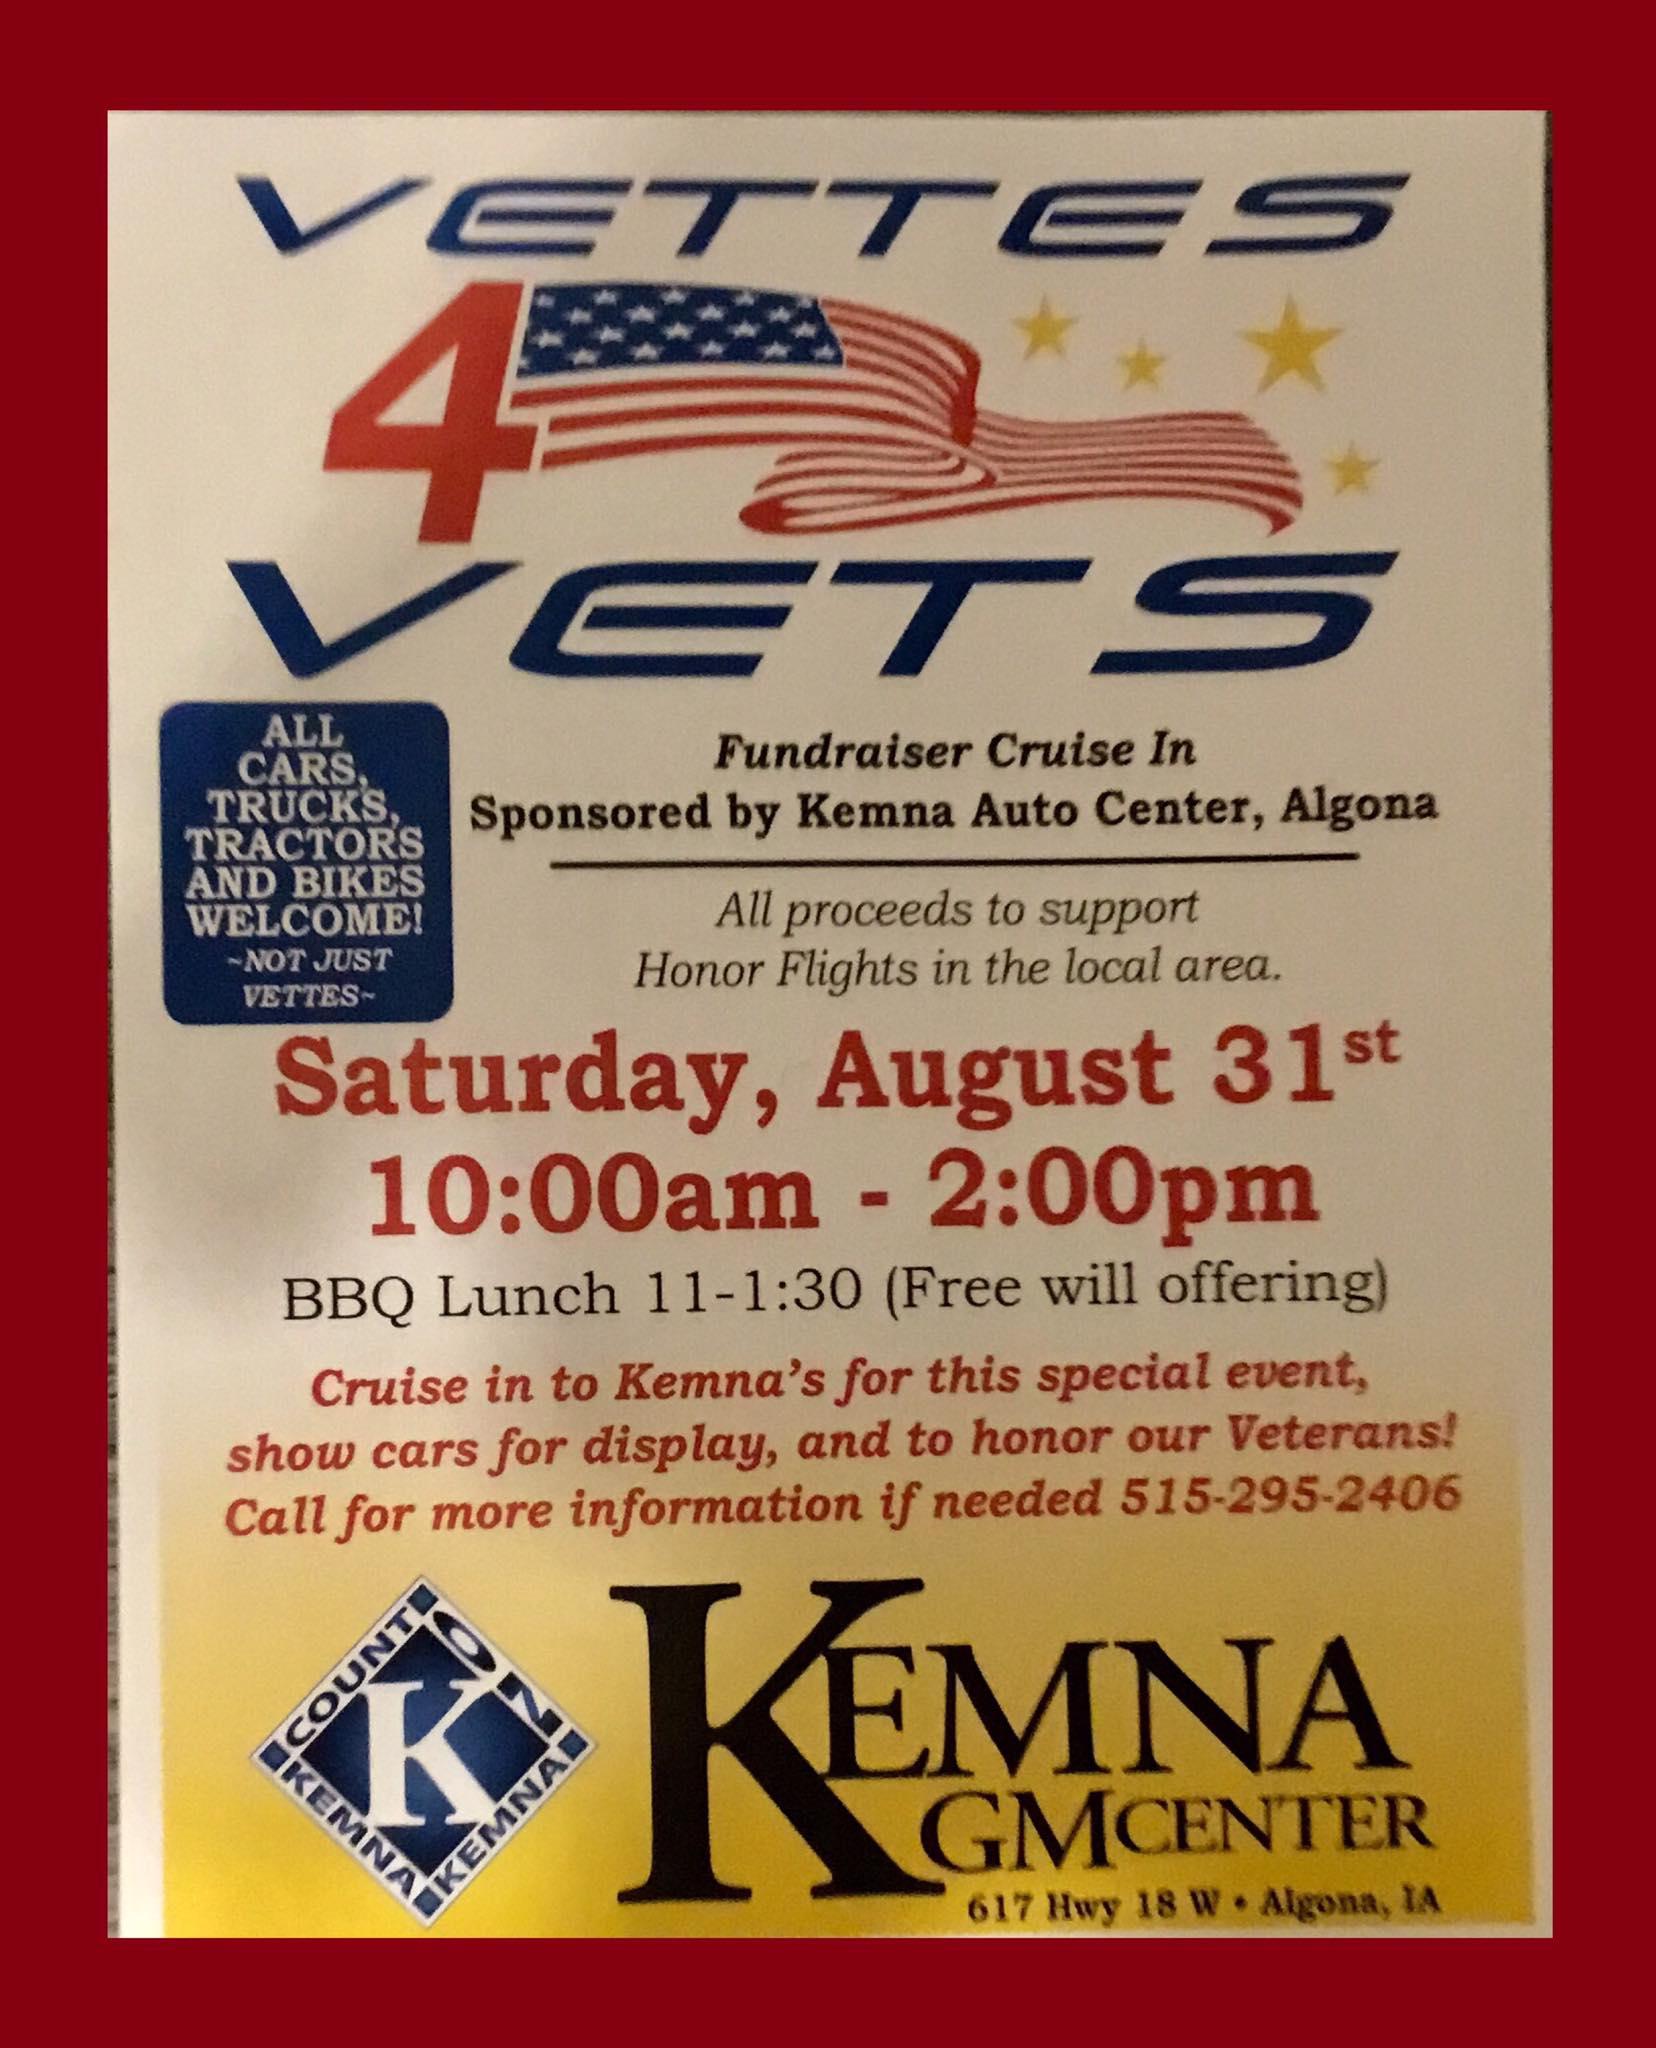 VETTES
4
VETS
ALL
CARS,
TRUCKS,
TRACTORS
AND BIKES
WELCOME!
~NOT JUST
VETTES~
Fundraiser Cruise In
Sponsored by Kemna Auto Center, Algona
All proceeds to support
Honor Flights in the local area.
Saturday, August 31st
10:00am - 2:00pm
BBQ Lunch 11-1:30 (Free will offering)
Cruise in to Kemna's for this special event,
show cars for display, and to honor our Veterans!
Call for more information if needed 515-295-2406
COUNT
ON
KEMNA
KEMNA
K
KEMNA
GMCENTER
617 Hwy 18 W • Algona, IA